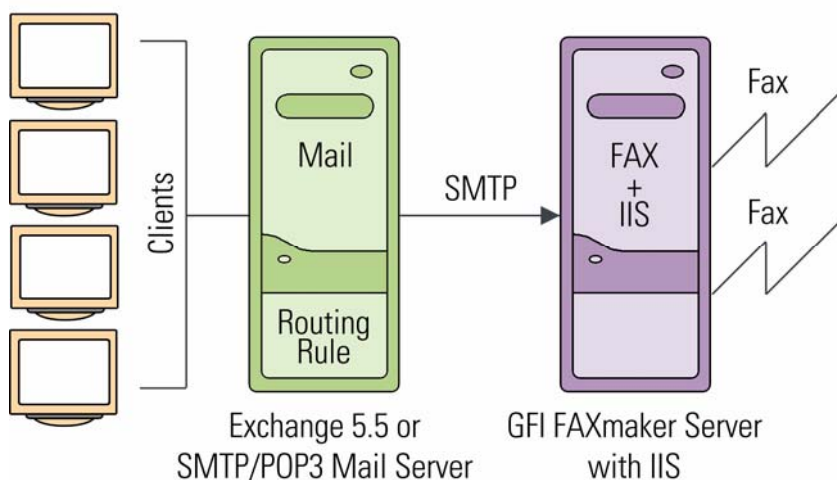 Clients
Mail
Routing
Rule
Exchange 5.5 or
SMTP/POP3 Mail Server
SMTP
FAX
+
IIS
GFI FAXmaker Server
with IIS
Fax
Fax